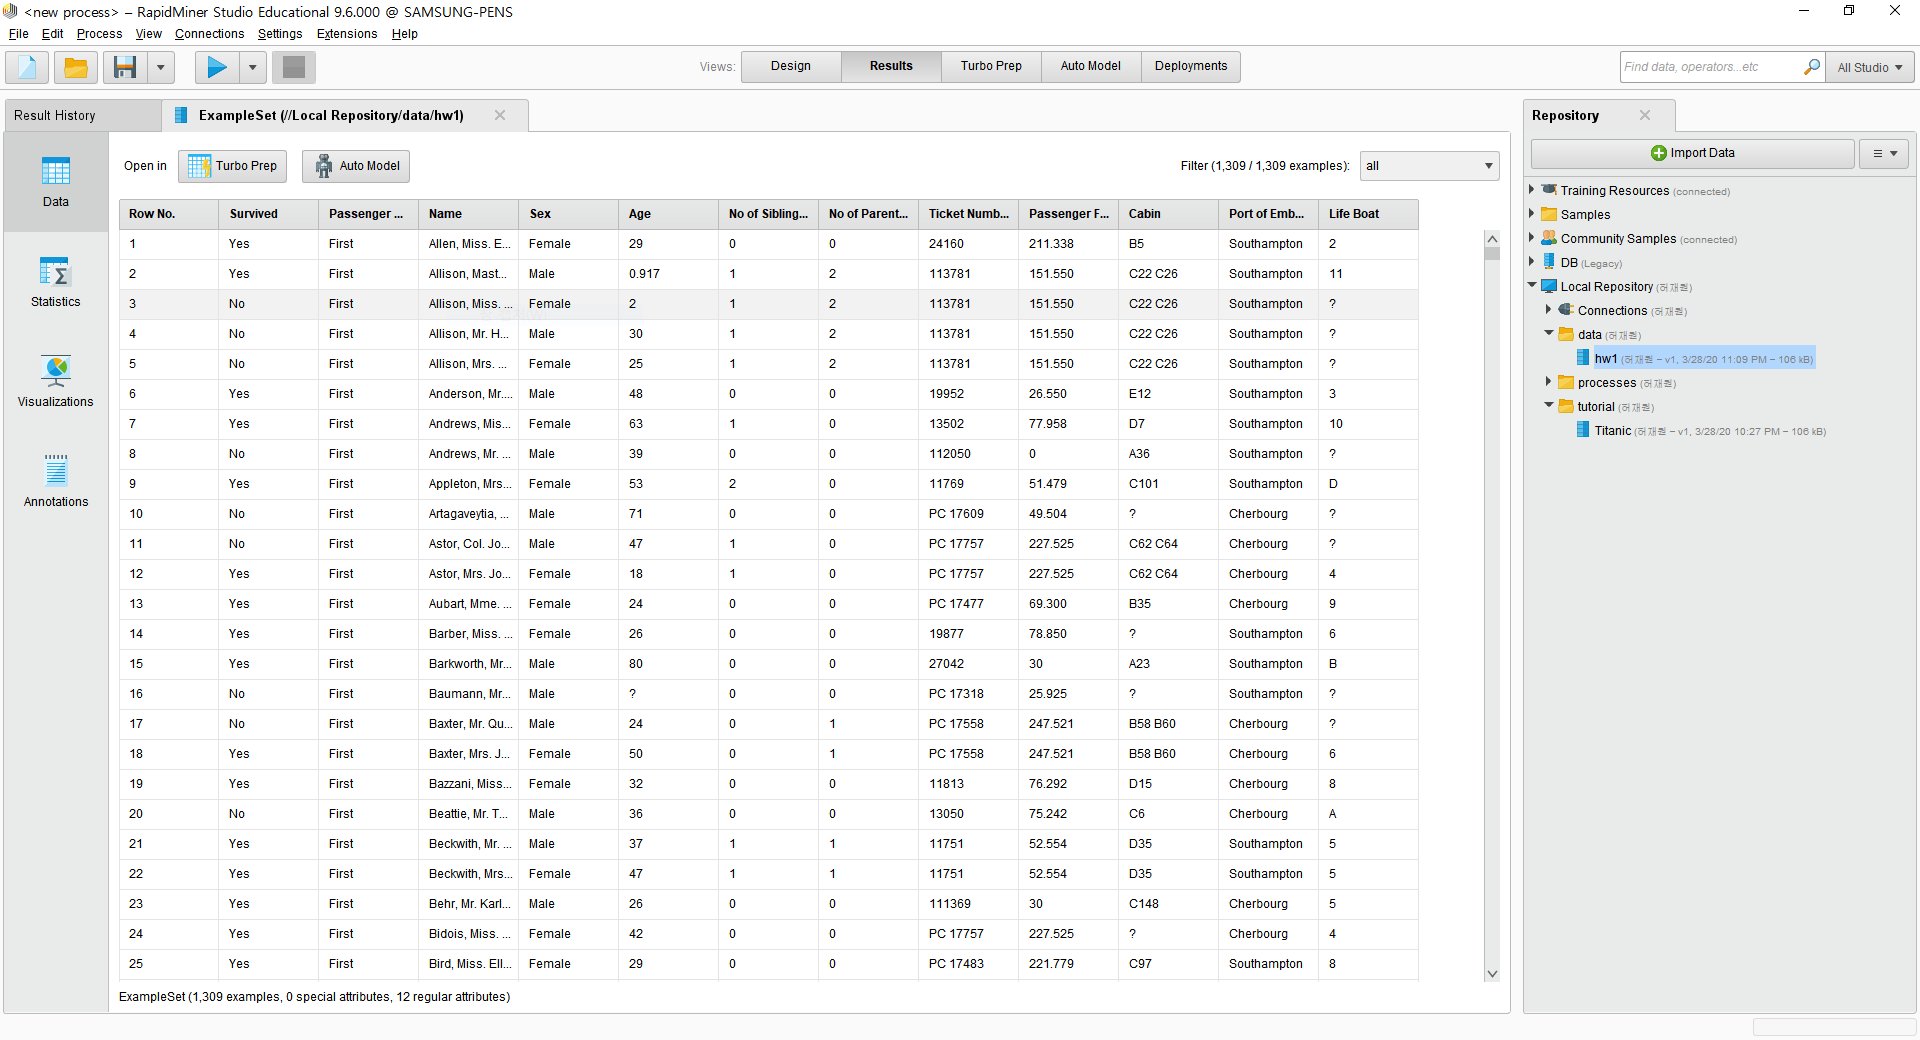 <new process> – RapidMiner Studio Educational 9.6.000 @ SAMSUNG-PENS
File Edit Process View Connections Settings Extensions Help
Views: Design Results Turbo Prep Auto Model Deployments Find data, operators...etc All Studio
Result History ExampleSet (//Local Repository/data/hw1) Repository
Open in Turbo Prep Auto Model Filter (1,309 / 1,309 examples): all
Data
Statistics
Visualizations
Annotations
Row No. Survived Passenger ... Name Sex Age No of Sibling... No of Parent... Ticket Numb... Passenger F... Cabin Port of Emb... Life Boat
1 Yes First Allen, Miss. E... Female 29 0 0 24160 211.338 B5 Southampton 2
2 Yes First Allison, Mast... Male 0.917 1 2 113781 151.550 C22 C26 Southampton 11
3 No First Allison, Miss. ... Female 2 1 2 113781 151.550 C22 C26 Southampton ?
4 No First Allison, Mr. H... Male 30 1 2 113781 151.550 C22 C26 Southampton ?
5 No First Allison, Mrs. ... Female 25 1 2 113781 151.550 C22 C26 Southampton ?
6 Yes First Anderson, Mr.... Male 48 0 0 19952 26.550 E12 Southampton 3
7 Yes First Andrews, Mis... Female 63 1 0 13502 77.958 D7 Southampton 10
8 No First Andrews, Mr. ... Male 39 0 0 112050 0 A36 Southampton ?
9 Yes First Appleton, Mrs... Female 53 2 0 11769 51.479 C101 Southampton D
10 No First Artagaveytia, ... Male 71 0 0 PC 17609 49.504 ? Cherbourg ?
11 No First Astor, Col. Jo... Male 47 1 0 PC 17757 227.525 C62 C64 Cherbourg ?
12 Yes First Astor, Mrs. Jo... Female 18 1 0 PC 17757 227.525 C62 C64 Cherbourg 4
13 Yes First Aubart, Mme. ... Female 24 0 0 PC 17477 69.300 B35 Cherbourg 9
14 Yes First Barber, Miss. ... Female 26 0 0 19877 78.850 ? Southampton 6
15 Yes First Barkworth, Mr... Male 80 0 0 27042 30 A23 Southampton B
16 No First Baumann, Mr... Male ? 0 0 PC 17318 25.925 ? Southampton ?
17 No First Baxter, Mr. Qu... Male 24 0 1 PC 17558 247.521 B58 B60 Cherbourg ?
18 Yes First Baxter, Mrs. J... Female 50 0 1 PC 17558 247.521 B58 B60 Cherbourg 6
19 Yes First Bazzani, Miss... Female 32 0 0 11813 76.292 D15 Cherbourg 8
20 No First Beattie, Mr. T... Male 36 0 0 13050 75.242 C6 Cherbourg A
21 Yes First Beckwith, Mr. ... Male 37 1 1 11751 52.554 D35 Southampton 5
22 Yes First Beckwith, Mrs... Female 47 1 1 11751 52.554 D35 Southampton 5
23 Yes First Behr, Mr. Karl... Male 26 0 0 111369 30 C148 Cherbourg 5
24 Yes First Bidois, Miss. ... Female 42 0 0 PC 17757 227.525 ? Cherbourg 4
25 Yes First Bird, Miss. Ell... Female 29 0 0 PC 17483 221.779 C97 Southampton 8
ExampleSet (1,309 examples, 0 special attributes, 12 regular attributes)
Import Data
Training Resources (connected)
Samples
Community Samples (connected)
DB (Legacy)
Local Repository
Connections
data
hw1 – v1, 3/28/20 11:09 PM – 106 kB)
processes
tutorial
Titanic – v1, 3/28/20 10:27 PM – 106 kB)